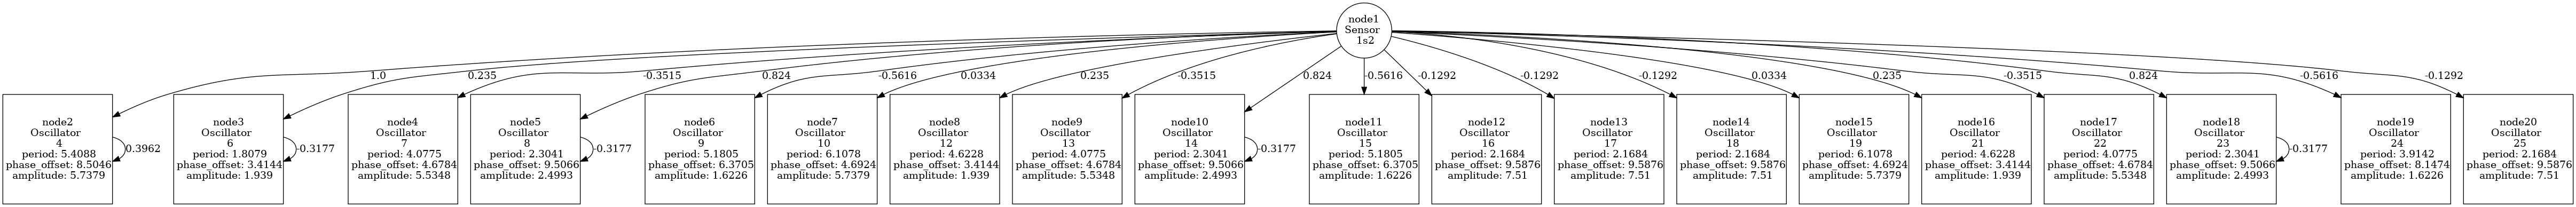 node1
Sensor
1s2
1.0
0.235
-0.3515
0.824
-0.5616
0.0334
0.235
-0.3515
0.824
-0.5616
-0.1292
-0.1292
-0.1292
0.0334
0.235
-0.3515
0.824
-0.5616
-0.1292
node2
Oscillator
4
period: 5.4088
phase_offset: 8.5046
amplitude: 5.7379
0.3962
node3
Oscillator
6
period: 1.8079
phase_offset: 3.4144
amplitude: 1.939
-0.3177
node4
Oscillator
7
period: 4.0775
phase_offset: 4.6784
amplitude: 5.5348
node5
Oscillator
8
period: 2.3041
phase_offset: 9.5066
amplitude: 2.4993
-0.3177
node6
Oscillator
9
period: 5.1805
phase_offset: 6.3705
amplitude: 1.6226
node7
Oscillator
10
period: 6.1078
phase_offset: 4.6924
amplitude: 5.7379
node8
Oscillator
12
period: 4.6228
phase_offset: 3.4144
amplitude: 1.939
node9
Oscillator
13
period: 4.0775
phase_offset: 4.6784
amplitude: 5.5348
node10
Oscillator
14
period: 2.3041
phase_offset: 9.5066
amplitude: 2.4993
-0.3177
node11
Oscillator
15
period: 5.1805
phase_offset: 6.3705
amplitude: 1.6226
node12
Oscillator
16
period: 2.1684
phase_offset: 9.5876
amplitude: 7.51
node13
Oscillator
17
period: 2.1684
phase_offset: 9.5876
amplitude: 7.51
node14
Oscillator
18
period: 2.1684
phase_offset: 9.5876
amplitude: 7.51
node15
Oscillator
19
period: 6.1078
phase_offset: 4.6924
amplitude: 5.7379
node16
Oscillator
21
period: 4.6228
phase_offset: 3.4144
amplitude: 1.939
node17
Oscillator
22
period: 4.0775
phase_offset: 4.6784
amplitude: 5.5348
node18
Oscillator
23
period: 2.3041
phase_offset: 9.5066
amplitude: 2.4993
-0.3177
node19
Oscillator
24
period: 3.9142
phase_offset: 8.1474
amplitude: 1.6226
node20
Oscillator
25
period: 2.1684
phase_offset: 9.5876
amplitude: 7.51